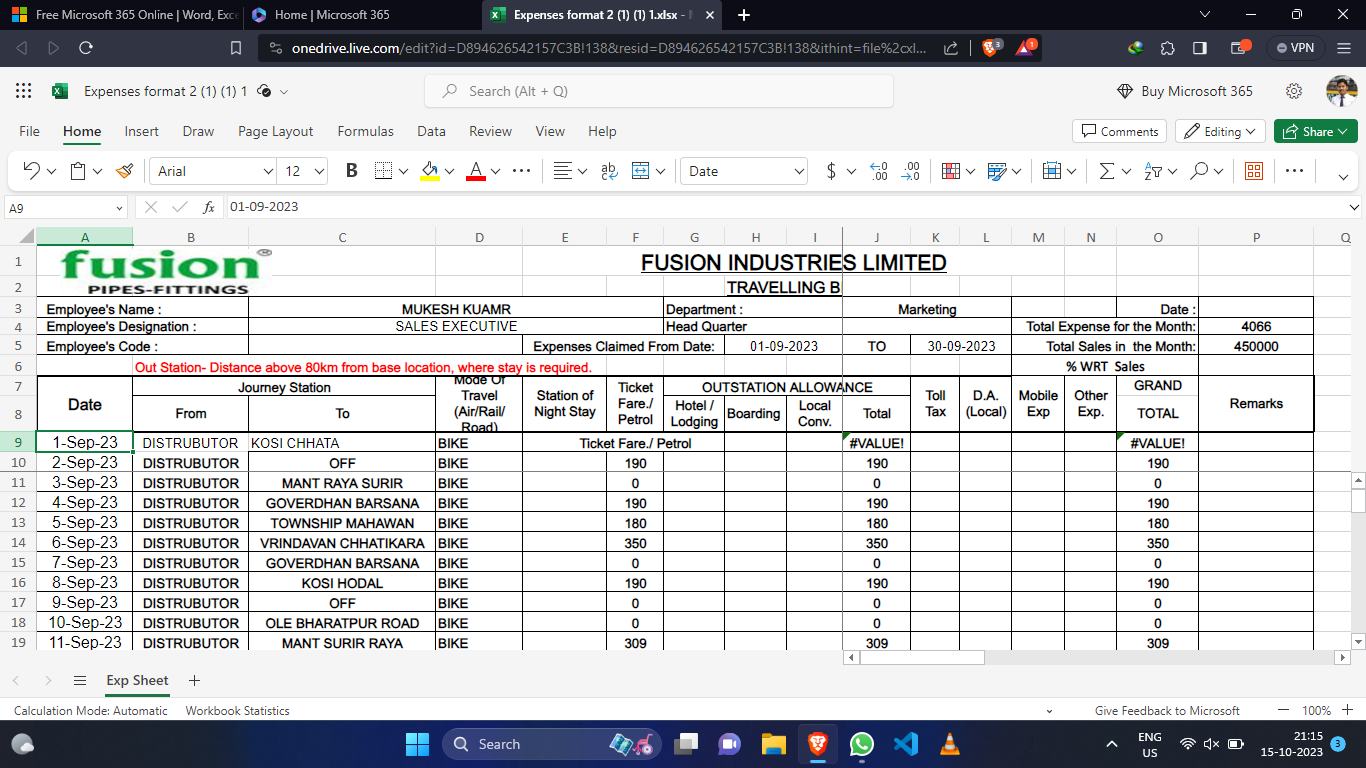 Free Microsoft 365 Online | Word, Exce
Home | Microsoft 365
Expenses format 2 (1) (1) 1.xlsx -
onedrive.live.com/edit?id=D894626542157C3B!138&resid=D894626542157C3B!138&ithint=file%2cxl...
3
1
VPN
Expenses format 2 (1) (1) 1
Search (Alt + Q)
Buy Microsoft 365
File Home Insert Draw Page Layout Formulas Data Review View Help
Comments Editing Share
Arial 12 B A ab Date $ .00 .00
A9 fx 01-09-2023
A B C D E F G H I J K L M N O P Q
1 fusion® FUSION INDUSTRIES LIMITED
2 PIPES-FITTINGS TRAVELLING B
3 Employee's Name : MUKESH KUAMR Department : Marketing Date :
4 Employee's Designation : SALES EXECUTIVE Head Quarter Total Expense for the Month: 4066
5 Employee's Code : Expenses Claimed From Date: 01-09-2023 TO 30-09-2023 Total Sales in the Month: 450000
6 Out Station- Distance above 80km from base location, where stay is required. % WRT Sales
7 Date Journey Station Mode Of Travel (Air/Rail/ Road) Station of Night Stay Ticket Fare./ Petrol OUTSTATION ALLOWANCE Toll Tax D.A. (Local) Mobile Exp Other Exp. GRAND Remarks
8 From To Hotel / Lodging Boarding Local Conv. Total TOTAL
9 1-Sep-23 DISTRUBUTOR KOSI CHHATA BIKE Ticket Fare./ Petrol #VALUE! #VALUE!
10 2-Sep-23 DISTRUBUTOR OFF BIKE 190 190 190
11 3-Sep-23 DISTRUBUTOR MANT RAYA SURIR BIKE 0 0 0
12 4-Sep-23 DISTRUBUTOR GOVERDHAN BARSANA BIKE 190 190 190
13 5-Sep-23 DISTRUBUTOR TOWNSHIP MAHAWAN BIKE 180 180 180
14 6-Sep-23 DISTRUBUTOR VRINDAVAN CHHATIKARA BIKE 350 350 350
15 7-Sep-23 DISTRUBUTOR GOVERDHAN BARSANA BIKE 0 0 0
16 8-Sep-23 DISTRUBUTOR KOSI HODAL BIKE 190 190 190
17 9-Sep-23 DISTRUBUTOR OFF BIKE 0 0 0
18 10-Sep-23 DISTRUBUTOR OLE BHARATPUR ROAD BIKE 0 0 0
19 11-Sep-23 DISTRUBUTOR MANT SURIR RAYA BIKE 309 309 309
Exp Sheet
Calculation Mode: Automatic Workbook Statistics Give Feedback to Microsoft 100%
Search
ENG
US
21:15
15-10-2023
3